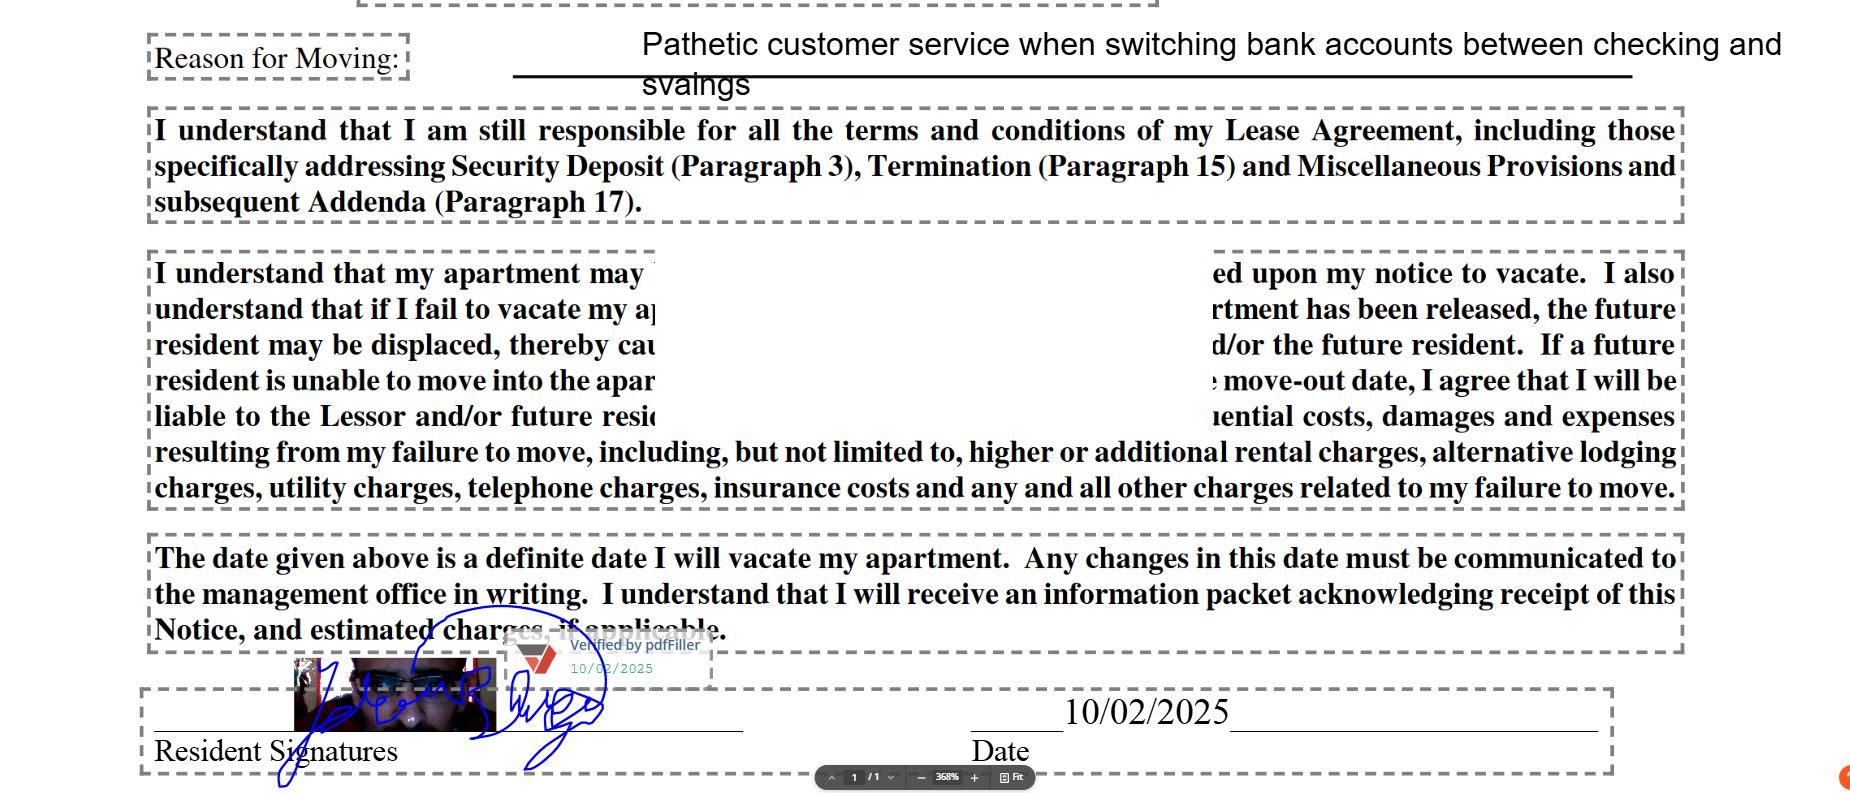 Reason for Moving:
Pathetic customer service when switching bank accounts between checking and
svaings
I understand that I am still responsible for all the terms and conditions of my Lease Agreement, including those
specifically addressing Security Deposit (Paragraph 3), Termination (Paragraph 15) and Miscellaneous Provisions and
subsequent Addenda (Paragraph 17).
I understand that my apartment may ed upon my notice to vacate. I also
understand that if I fail to vacate my rtment has been released, the future
resident may be displaced, thereby cau d/or the future resident. If a future
resident is unable to move into the apar move-out date, I agree that I will be
liable to the Lessor and/or future resi uential costs, damages and expenses
resulting from my failure to move, including, but not limited to, higher or additional rental charges, alternative lodging
charges, utility charges, telephone charges, insurance costs and any and all other charges related to my failure to move.
The date given above is a definite date I will vacate my apartment. Any changes in this date must be communicated to
the management office in writing. I understand that I will receive an information packet acknowledging receipt of this
Notice, and estimated charges, if applicable.
Verified by pdfFiller
10/02/2025
10/02/2025
Resident Signatures
Date
1 / 1 368% Fit